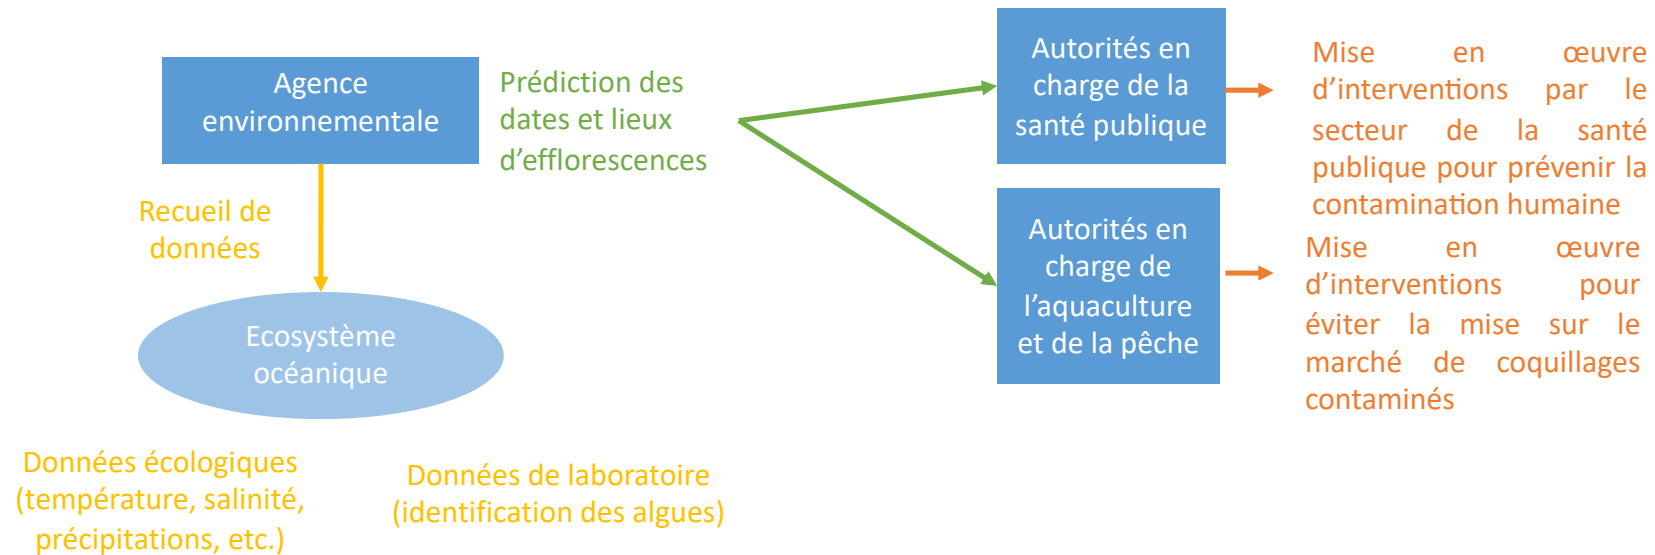 Agence
environnementale
Prédiction des
dates et lieux
d'efflorescences
Recueil de
données
Ecosystème
océanique
Données écologiques
(température, salinité,
précipitations, etc.)
Données de laboratoire
(identification des algues)
Autorités en
charge de la
santé publique
Mise en œuvre
d'interventions par le
secteur de la santé
publique pour prévenir la
contamination humaine
Autorités en
charge de
l'aquaculture
et de la pêche
Mise en œuvre
d'interventions pour
éviter la mise sur le
marché de coquillages
contaminés